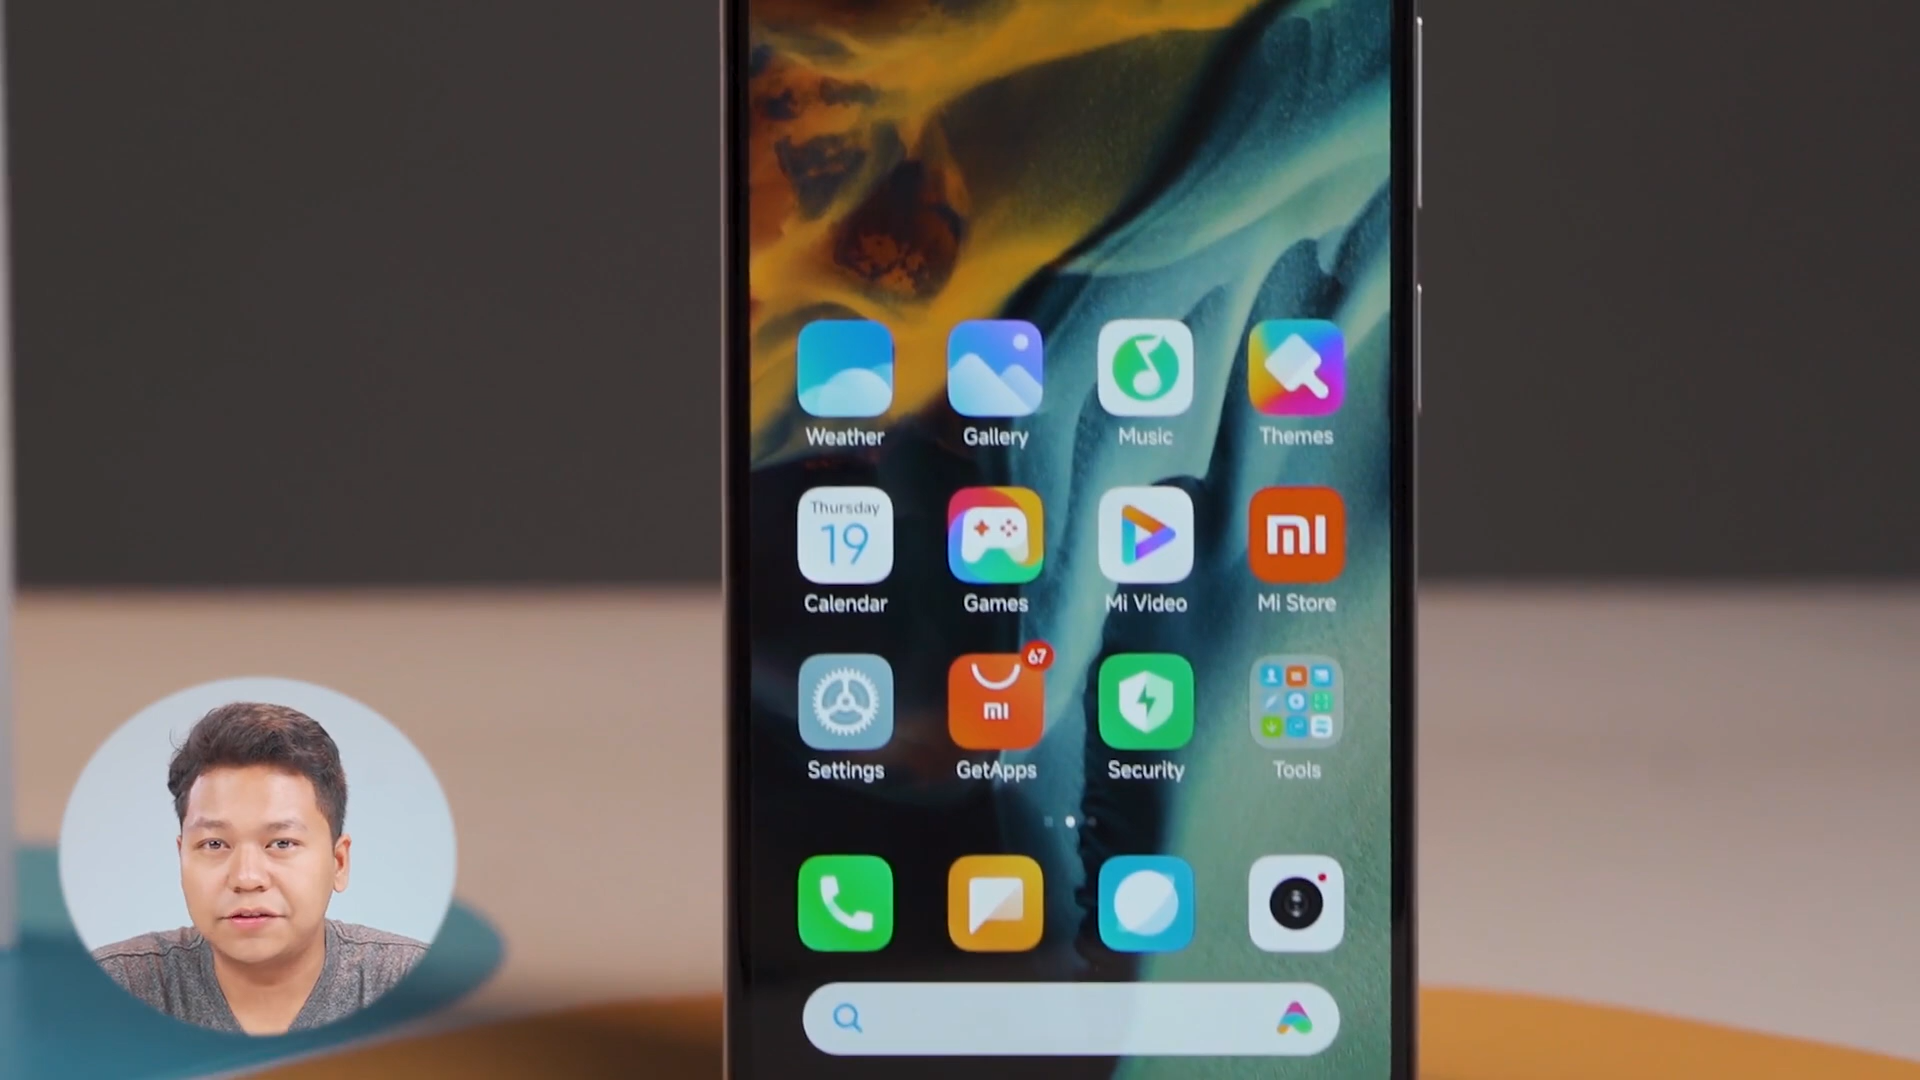 Weather
Gallery
Music
Themes
Thursday
19
mi
Calendar
Games
Mi Video
Mi Store
67
mi
Settings
GetApps
Security
Tools